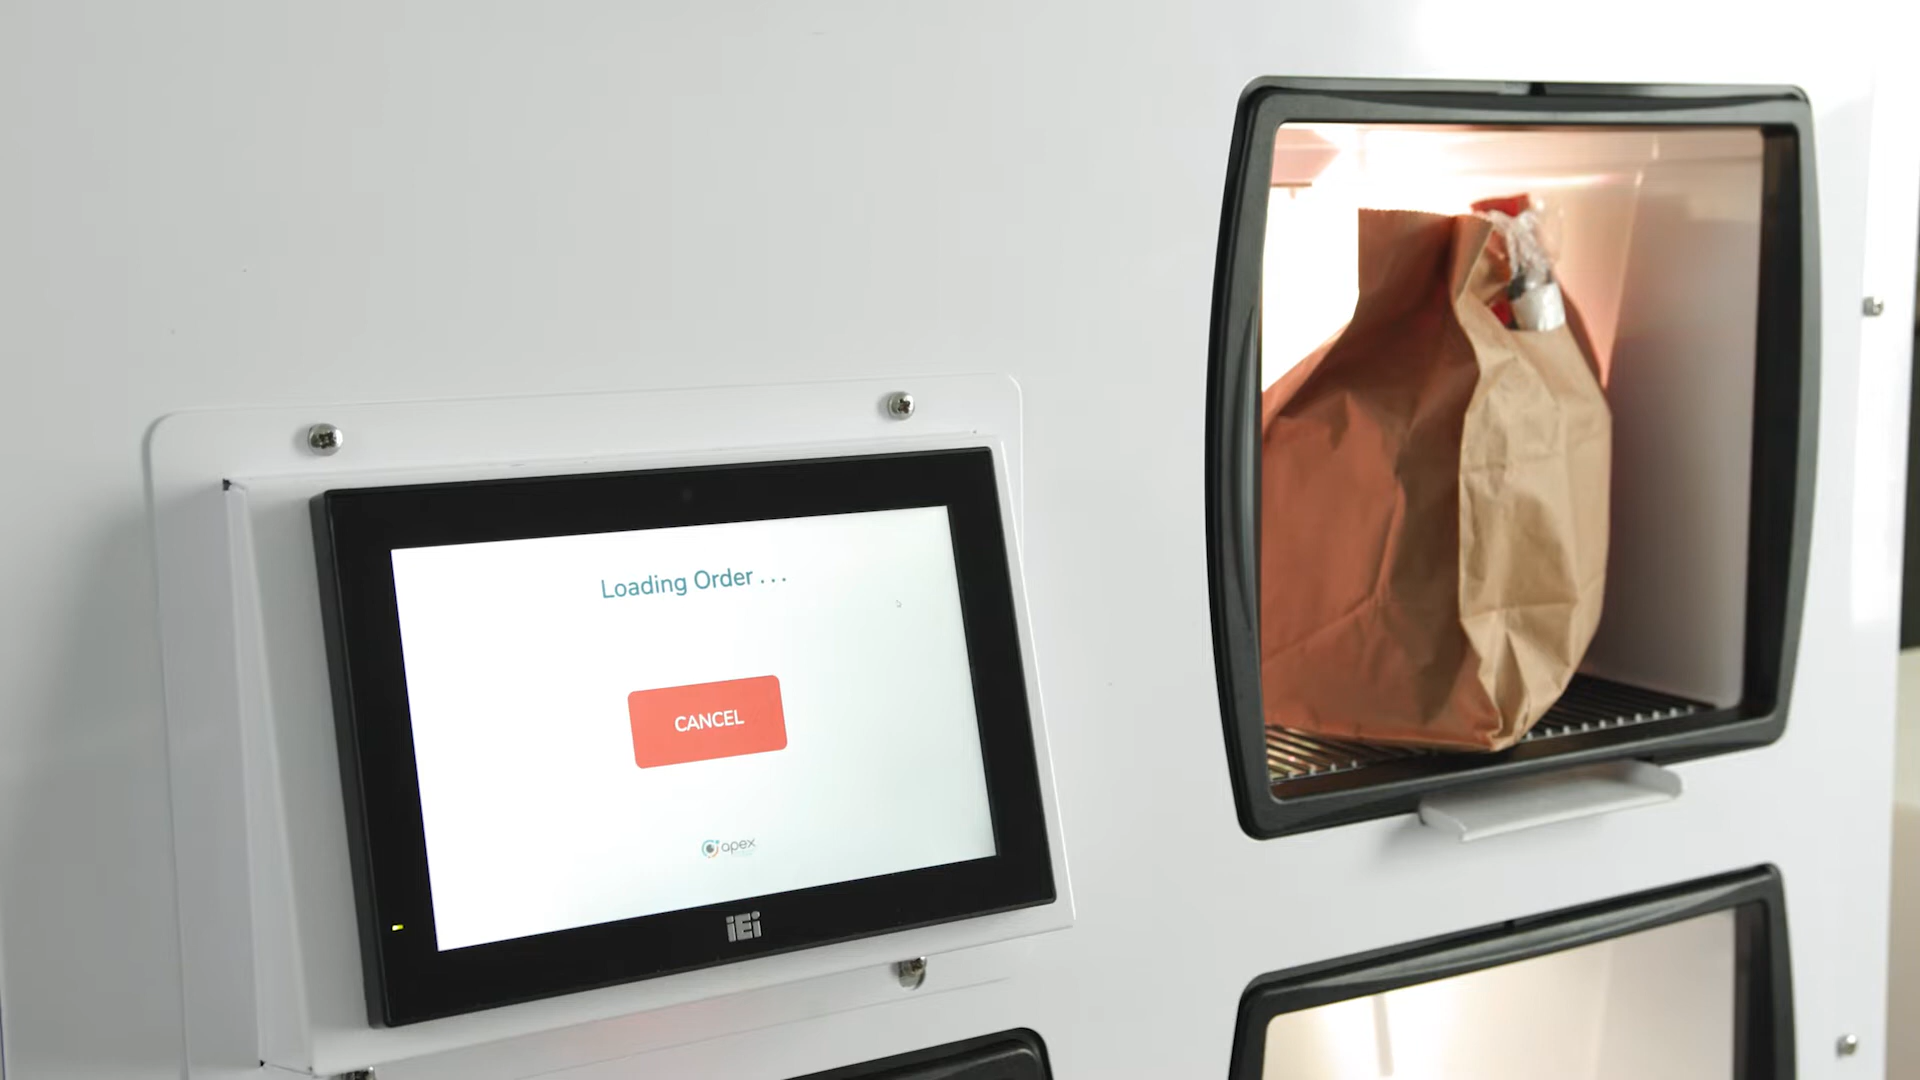 Loading Order . . .
CANCEL
apex
iEi